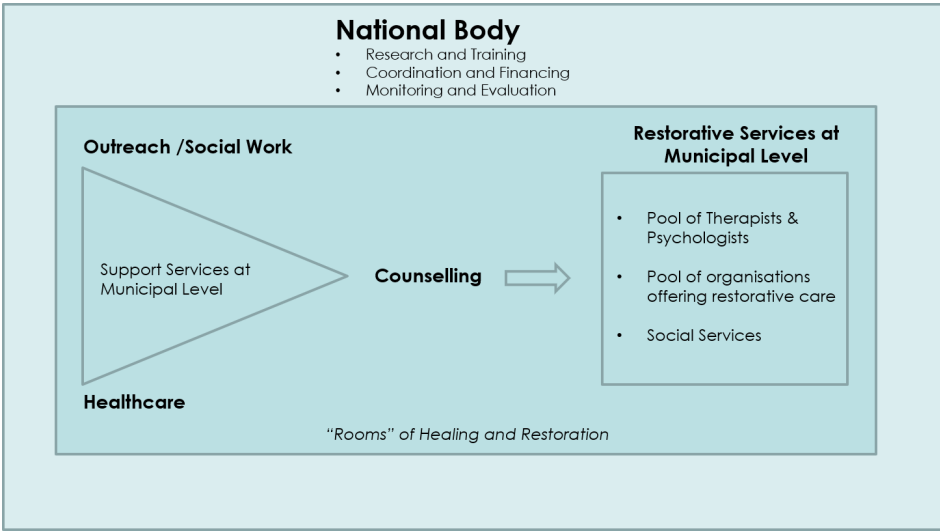 National Body
• Research and Training
• Coordination and Financing
• Monitoring and Evaluation
Outreach /Social Work
Support Services at
Municipal Level
Healthcare
Counselling
Restorative Services at
Municipal Level
• Pool of Therapists &
Psychologists
• Pool of organisations
offering restorative care
• Social Services
“Rooms” of Healing and Restoration